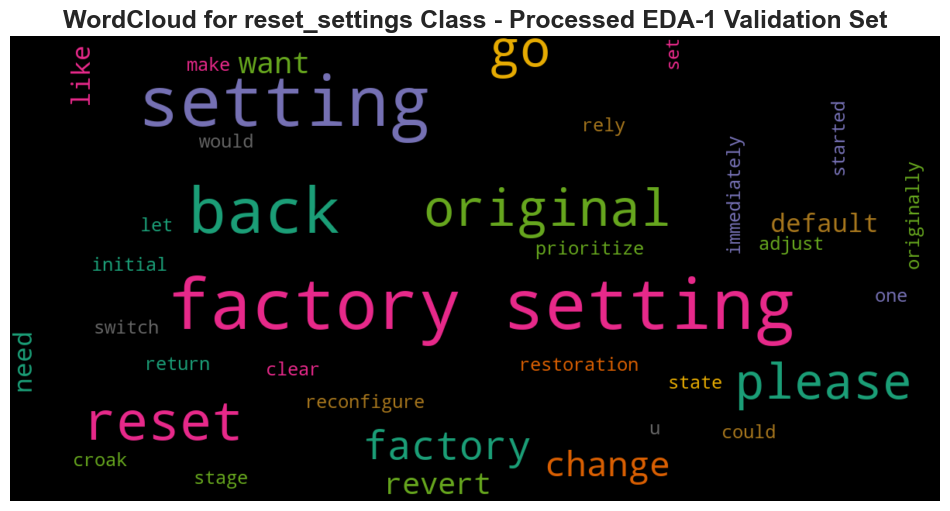 WordCloud for reset_settings Class - Processed EDA-1 Validation Set
like
make
want
go
set
setting
would
rely
immediately
started
originally
let
back
original
default
prioritize
adjust
initial
factory setting
one
switch
need
return
clear
restoration
state
please
reconfigure
reset
factory
u
could
croak
stage
revert
change